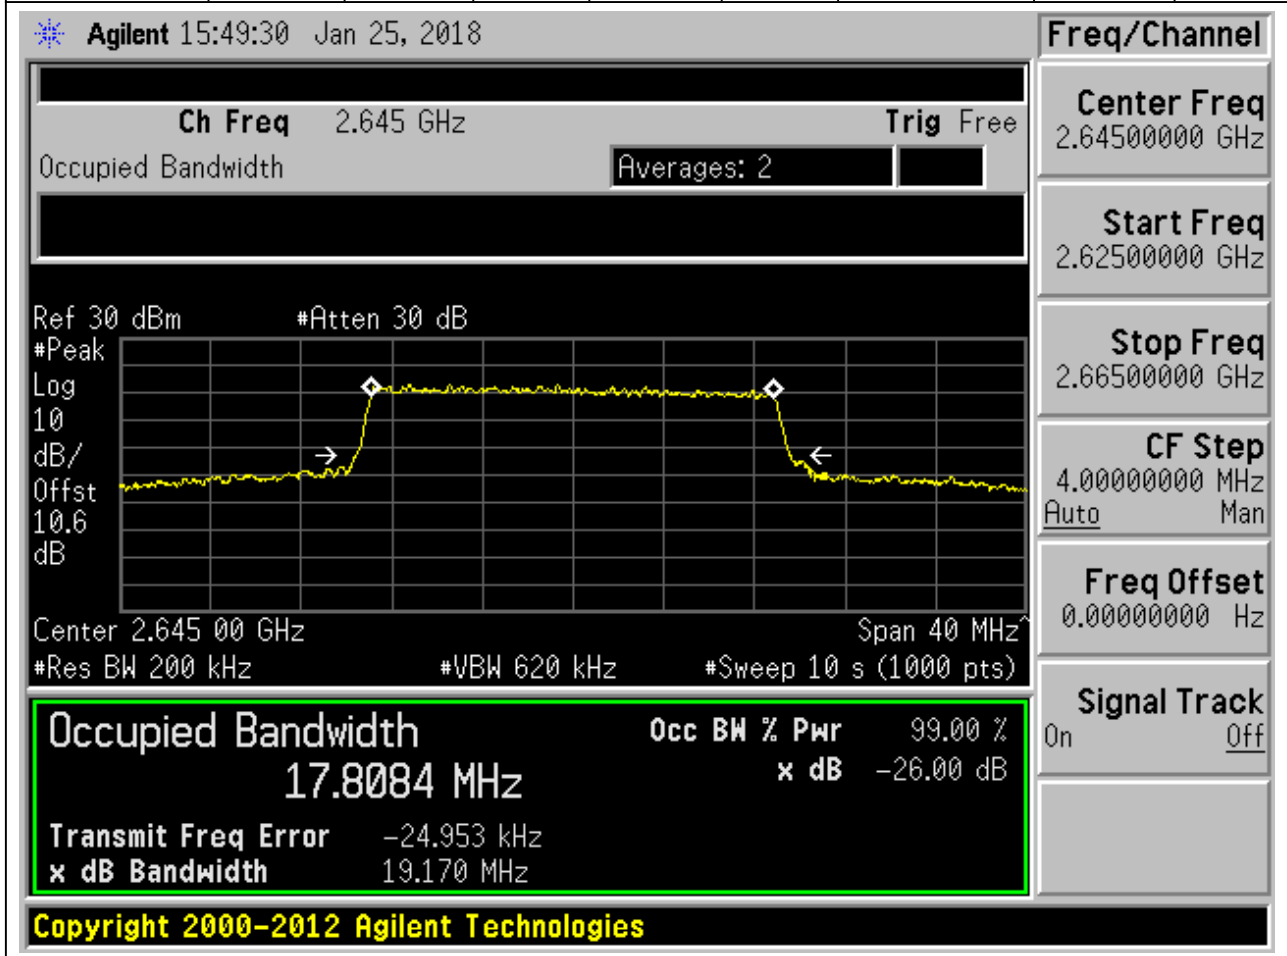 Agilent 15:49:30 Jan 25, 2018
Ch Freq 2.645 GHz Trig Free
Occupied Bandwidth Averages: 2
Ref 30 dBm #Atten 30 dB
#Peak
Log
10
dB/
Offst
10.6
dB
Center 2.645 00 GHz Span 40 MHz^
#Res BW 200 kHz #VBW 620 kHz #Sweep 10 s (1000 pts)
Occupied Bandwidth Occ BW % Pwr 99.00 %
17.8084 MHz x dB -26.00 dB
Transmit Freq Error -24.953 kHz
x dB Bandwidth 19.170 MHz
Copyright 2000-2012 Agilent Technologies
Freq/Channel
Center Freq
2.64500000 GHz
Start Freq
2.62500000 GHz
Stop Freq
2.66500000 GHz
CF Step
4.00000000 MHz
Auto Man
Freq Offset
0.00000000 Hz
Signal Track
On Off